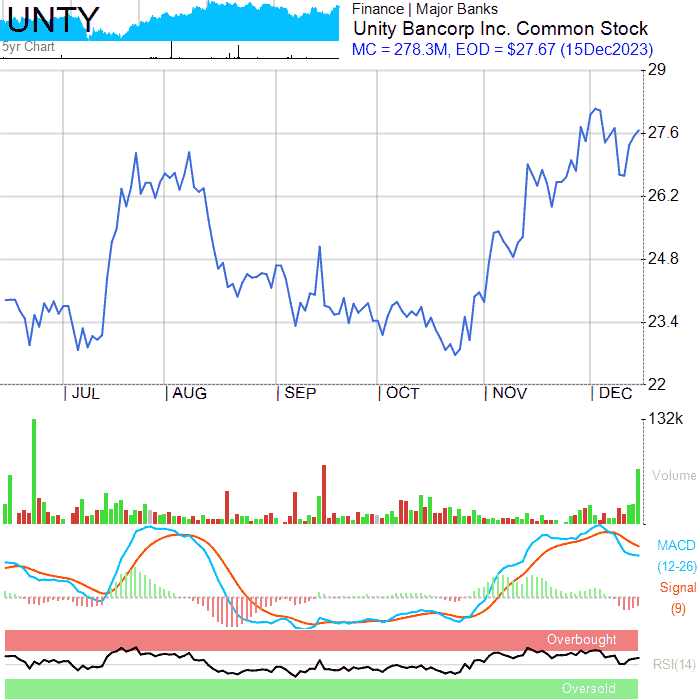 UNTY
5yr Chart
Finance | Major Banks
Unity Bancorp Inc. Common Stock
MC = 278.3M, EOD = $27.67 (15Dec2023)
29
27.6
26.2
24.8
23.4
22
JUL AUG SEP OCT NOV DEC
132k
Volume
MACD
(12-26)
Signal
(9)
Overbought
RSI(14)
Oversold